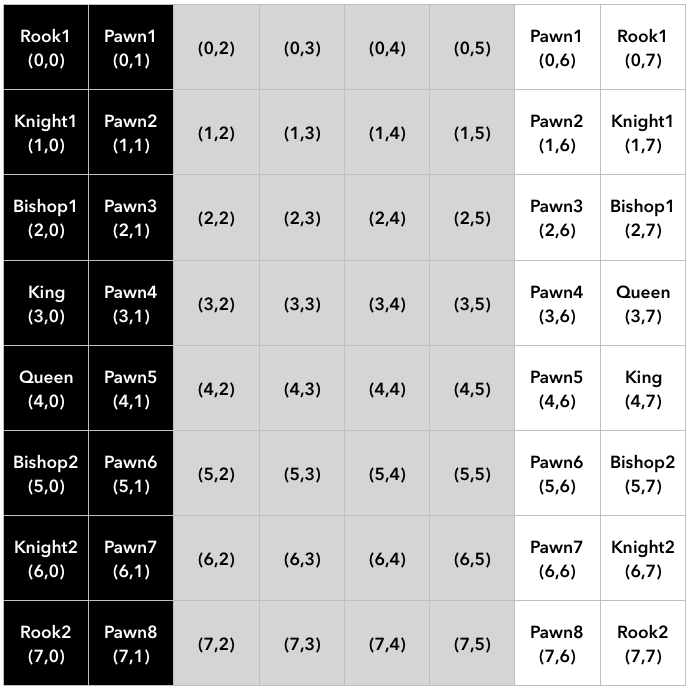 Rook1 Pawn1 Pawn1 Rook1
(0,0) (0,1) (0,2) (0,3) (0,4) (0,5) (0,6) (0,7)
Knight1 Pawn2 Pawn2 Knight1
(1,0) (1,1) (1,2) (1,3) (1,4) (1,5) (1,6) (1,7)
Bishop1 Pawn3 Pawn3 Bishop1
(2,0) (2,1) (2,2) (2,3) (2,4) (2,5) (2,6) (2,7)
King Pawn4 Pawn4 Queen
(3,0) (3,1) (3,2) (3,3) (3,4) (3,5) (3,6) (3,7)
Queen Pawn5 Pawn5 King
(4,0) (4,1) (4,2) (4,3) (4,4) (4,5) (4,6) (4,7)
Bishop2 Pawn6 Pawn6 Bishop2
(5,0) (5,1) (5,2) (5,3) (5,4) (5,5) (5,6) (5,7)
Knight2 Pawn7 Pawn7 Knight2
(6,0) (6,1) (6,2) (6,3) (6,4) (6,5) (6,6) (6,7)
Rook2 Pawn8 Pawn8 Rook2
(7,0) (7,1) (7,2) (7,3) (7,4) (7,5) (7,6) (7,7)